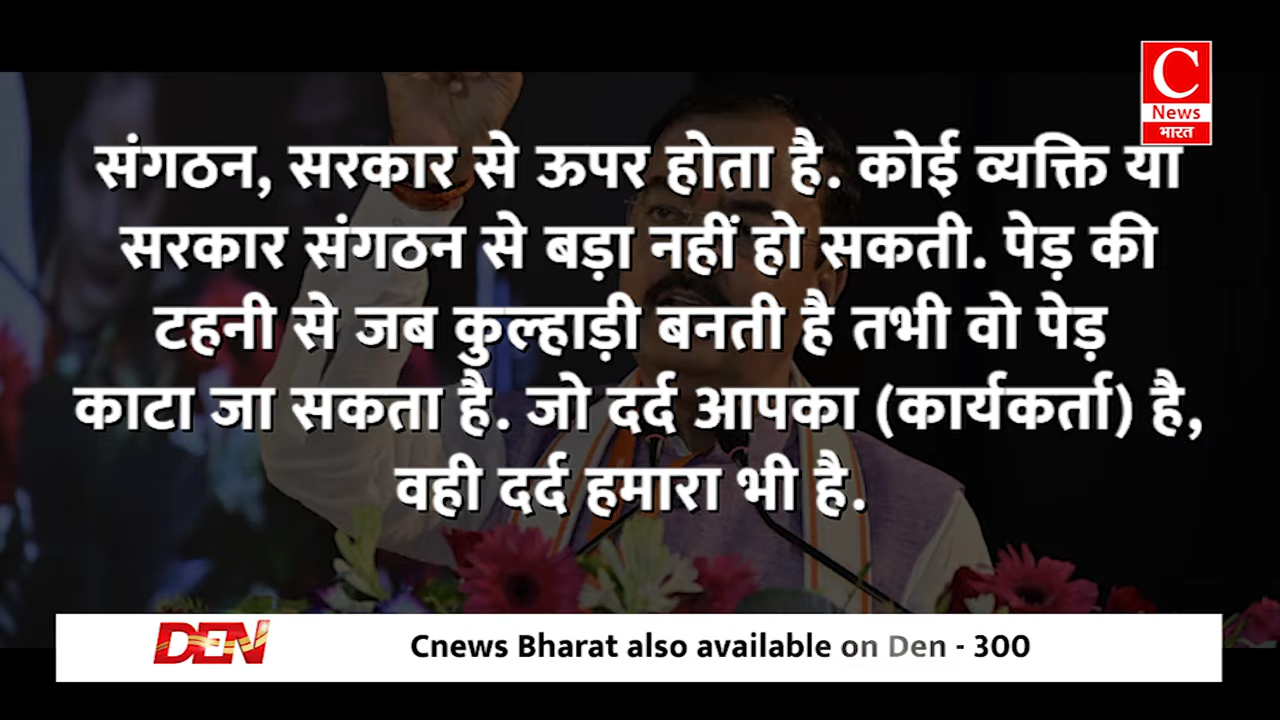 C
News
भारत
संगठन, सरकार से ऊपर होता है. कोई व्यक्ति या
सरकार संगठन से बड़ा नहीं हो सकती. पेड़ की
टहनी से जब कुल्हाड़ी बनती है तभी वो पेड़
काटा जा सकता है. जो दर्द आपका (कार्यकर्ता) है,
वही दर्द हमारा भी है.
DEN Cnews Bharat also available on Den - 300